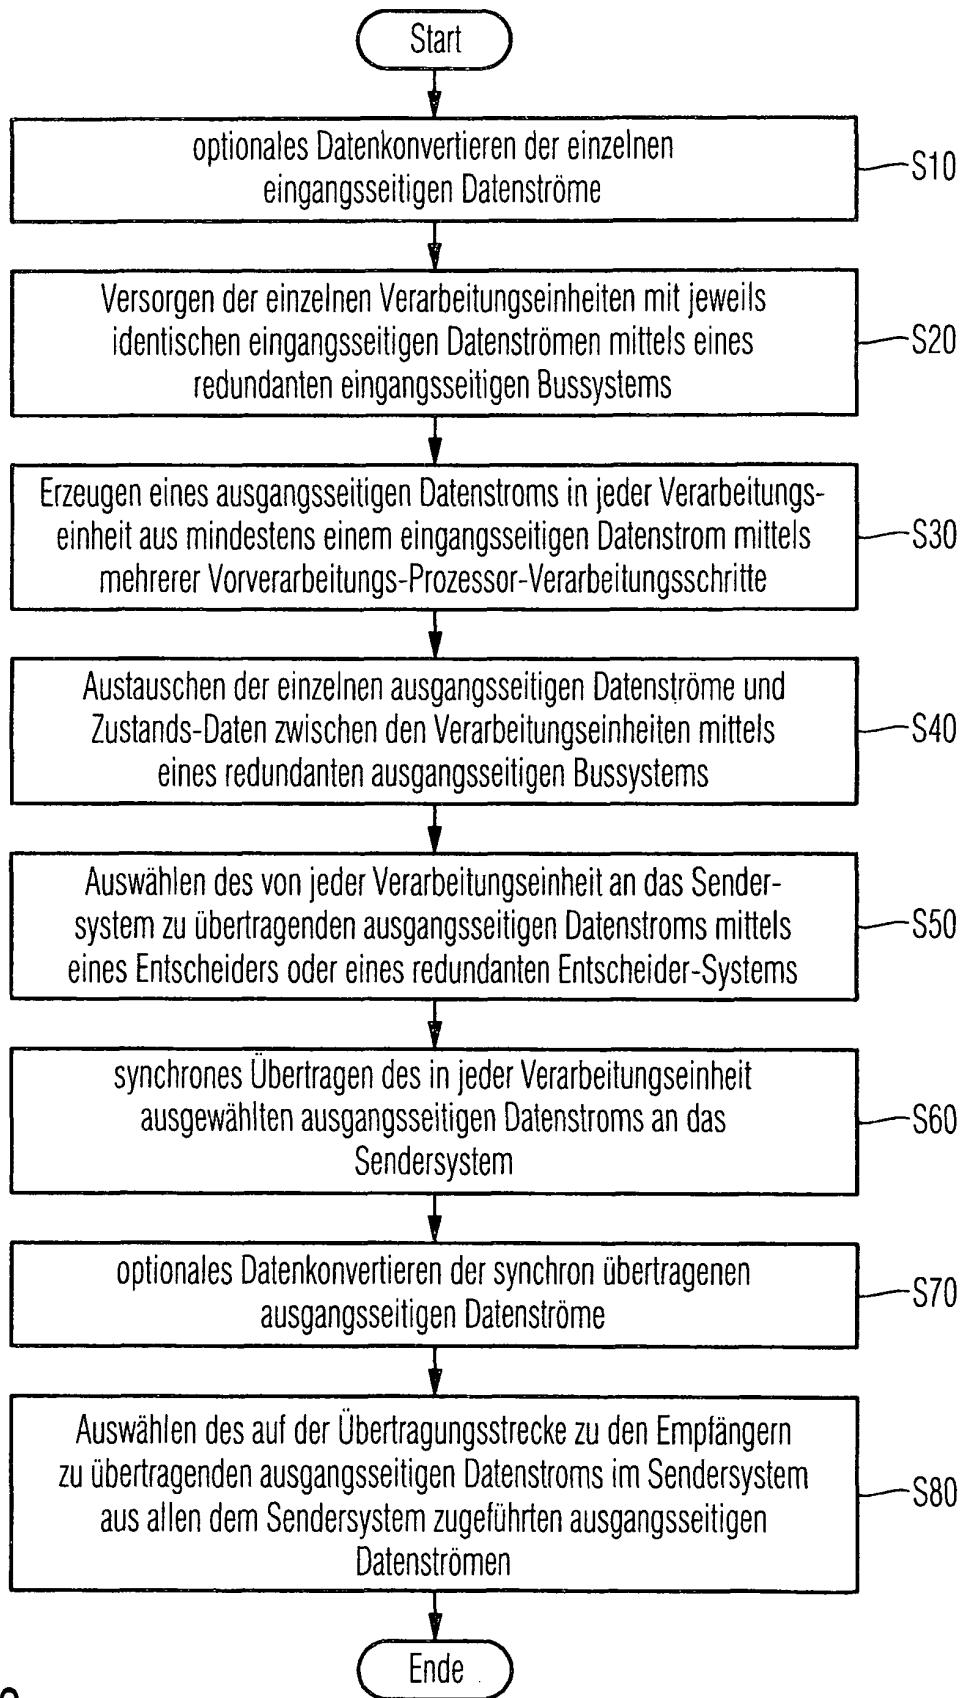 Start
optionales Datenkonvertieren der einzelnen
eingangsseitigen Datenströme
S10
Versorgen der einzelnen Verarbeitungseinheiten mit jeweils
identischen eingangsseitigen Datenströmen mittels eines
redundanten eingangsseitigen Bussystems
S20
Erzeugen eines ausgangsseitigen Datenstroms in jeder Verarbeitungs-
einheit aus mindestens einem eingangsseitigen Datenstrom mittels
mehrerer Vorverarbeitungs-Prozessor-Verarbeitungsschritte
S30
Austauschen der einzelnen ausgangsseitigen Datenströme und
Zustands-Daten zwischen den Verarbeitungseinheiten mittels
eines redundanten ausgangsseitigen Bussystems
S40
Auswählen des von jeder Verarbeitungseinheit an das Sender-
system zu übertragenden ausgangsseitigen Datenstroms mittels
eines Entscheiders oder eines redundanten Entscheider-Systems
S50
synchrones Übertragen des in jeder Verarbeitungseinheit
ausgewählten ausgangsseitigen Datenstroms an das
Sendersystem
S60
optionales Datenkonvertieren der synchron übertragenen
ausgangsseitigen Datenströme
S70
Auswählen des auf der Übertragungsstrecke zu den Empfängern
zu übertragenden ausgangsseitigen Datenstroms im Sendersystem
aus allen dem Sendersystem zugeführten ausgangsseitigen
Datenströmen
S80
Ende